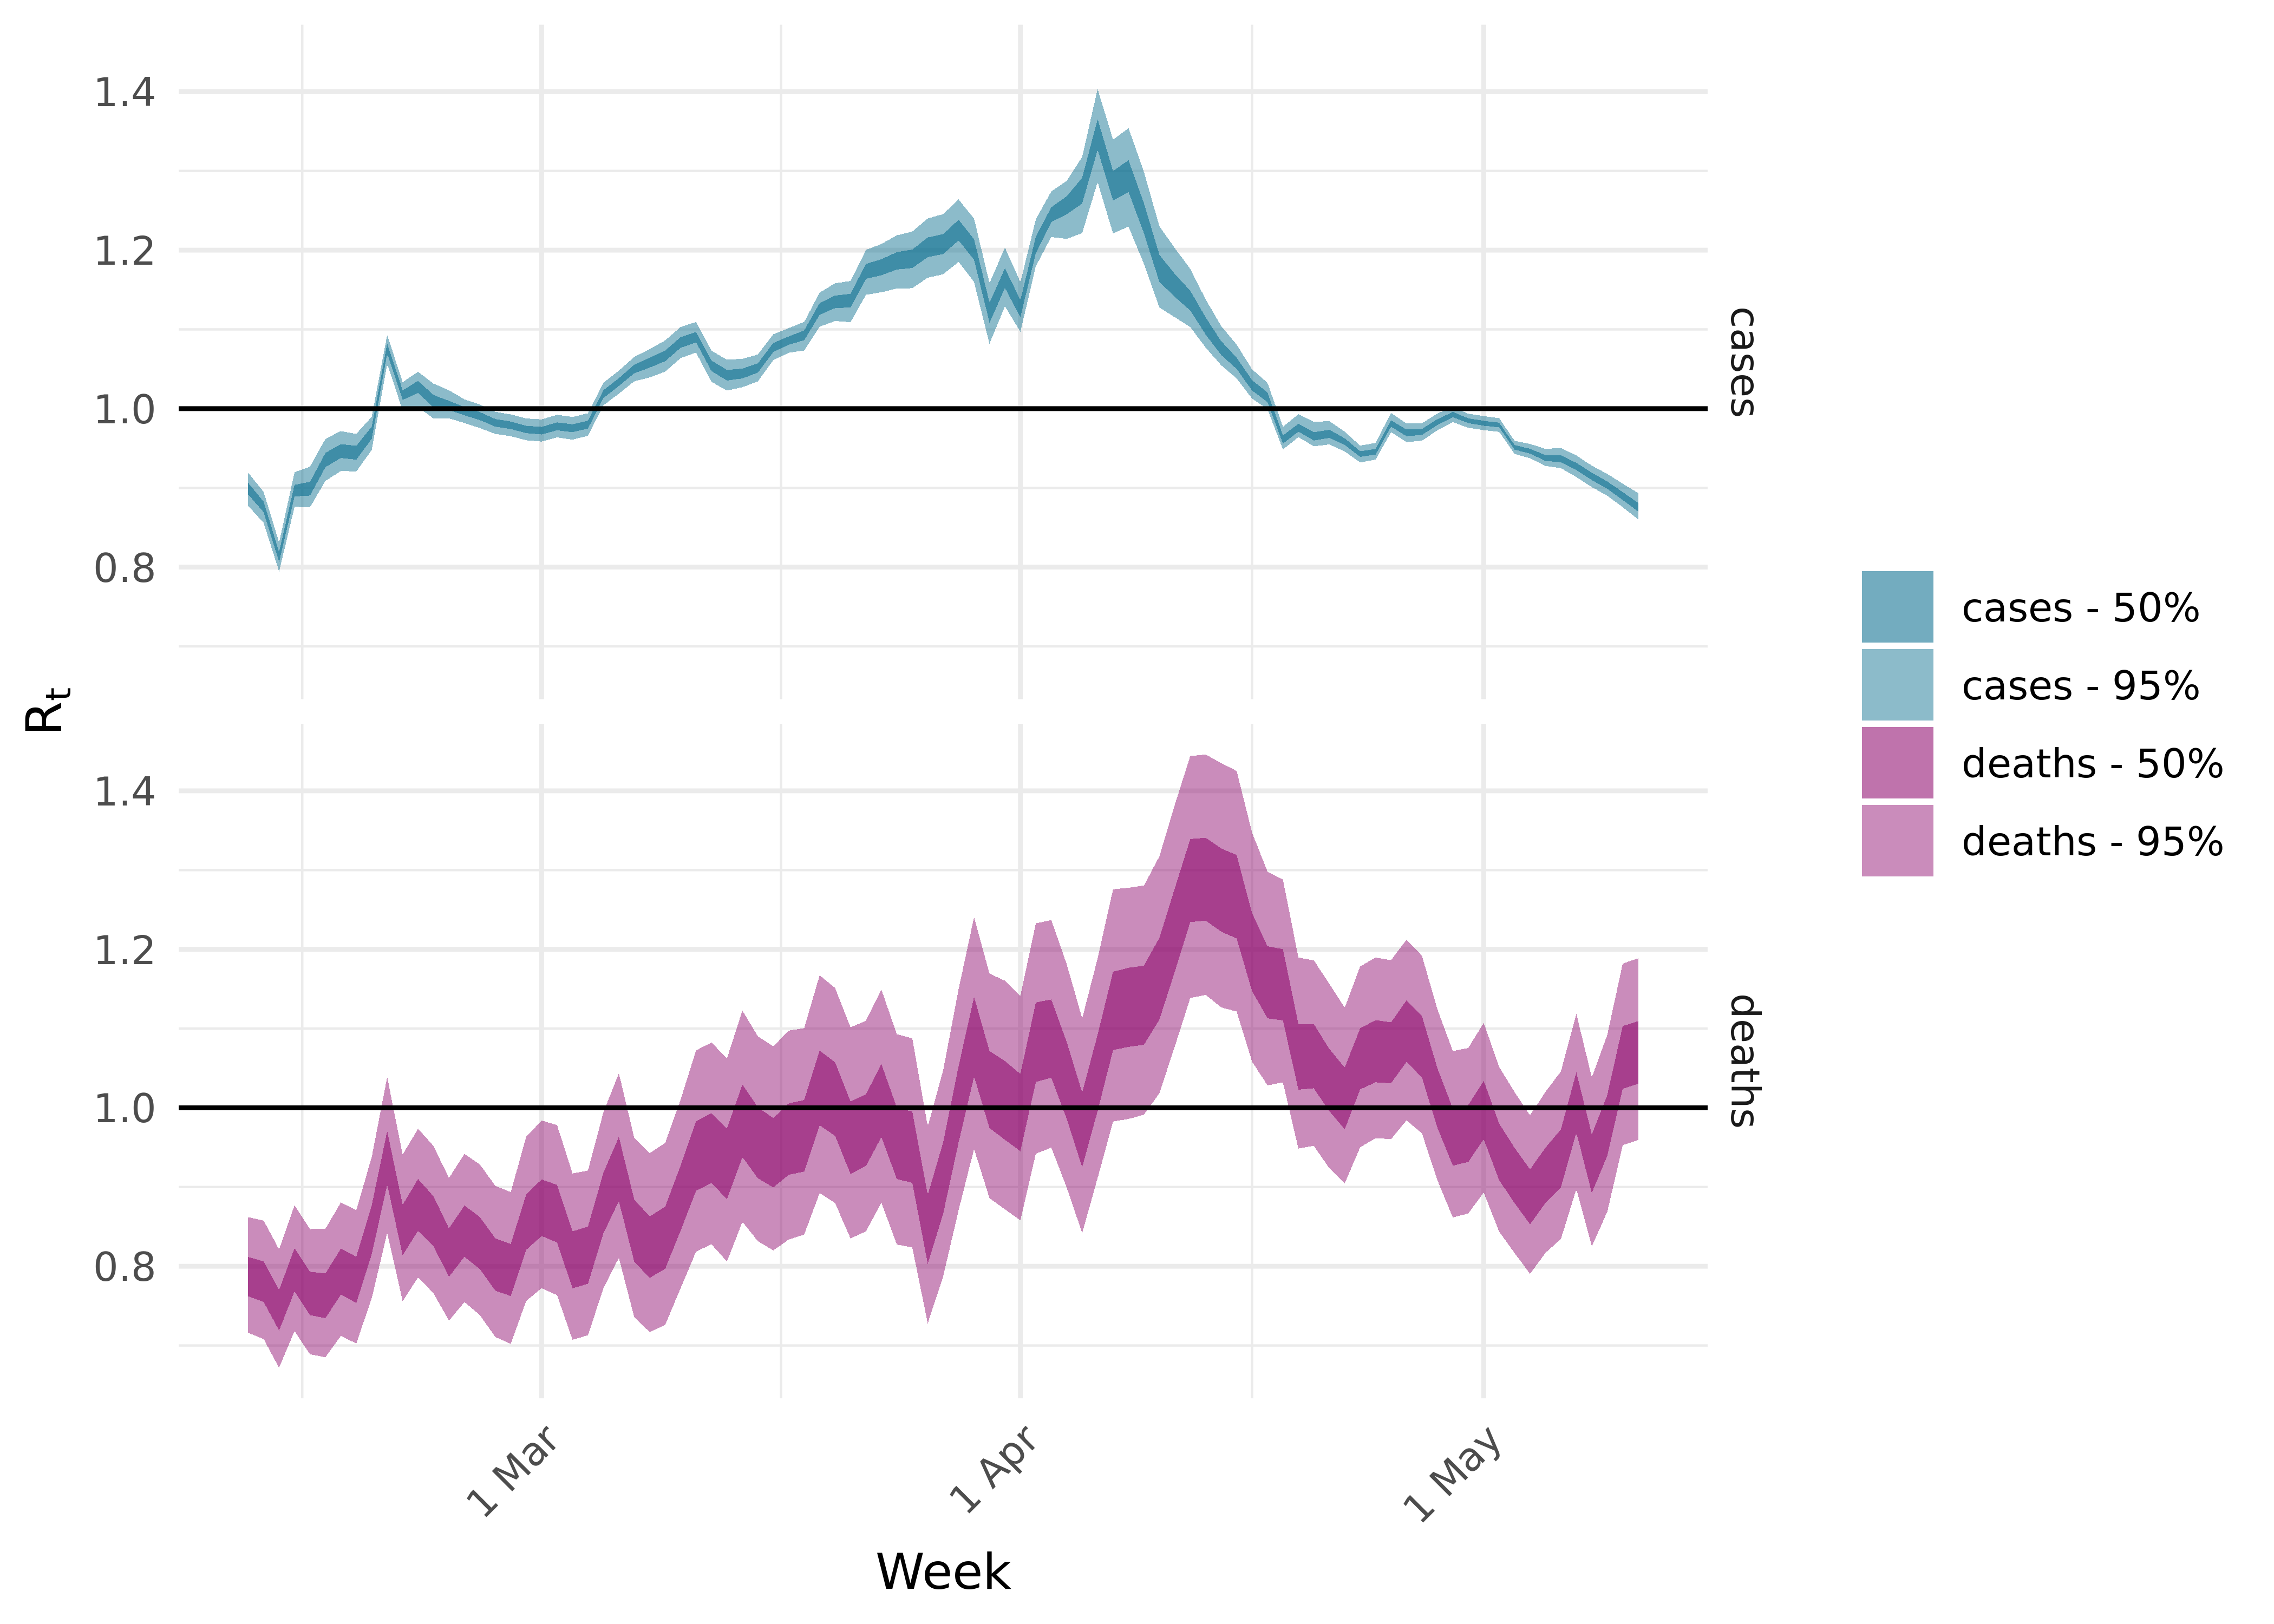 1.4
1.2
1.0
0.8
cases
Rt
1.4
1.2
1.0
0.8
deaths
1 Mar
1 Apr
1 May
Week
cases - 50%
cases - 95%
deaths - 50%
deaths - 95%